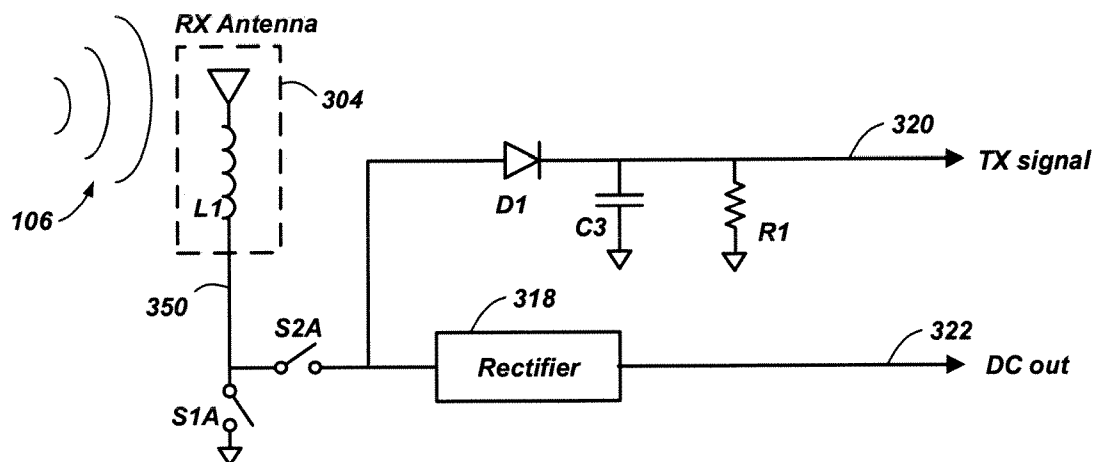 RX Antenna
304
320
TX signal
D1
L1
C3
R1
106
350
318
S2A
322
Rectifier
DC out
S1A